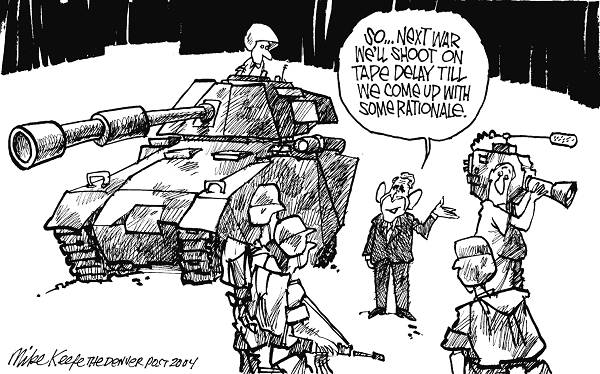 SO... NEXT WAR
WE'LL SHOOT ON
TAPE DELAY TILL
WE COME UP WITH
SOME RATIONALE.
Mike Keefe THE DENVER POST 2004